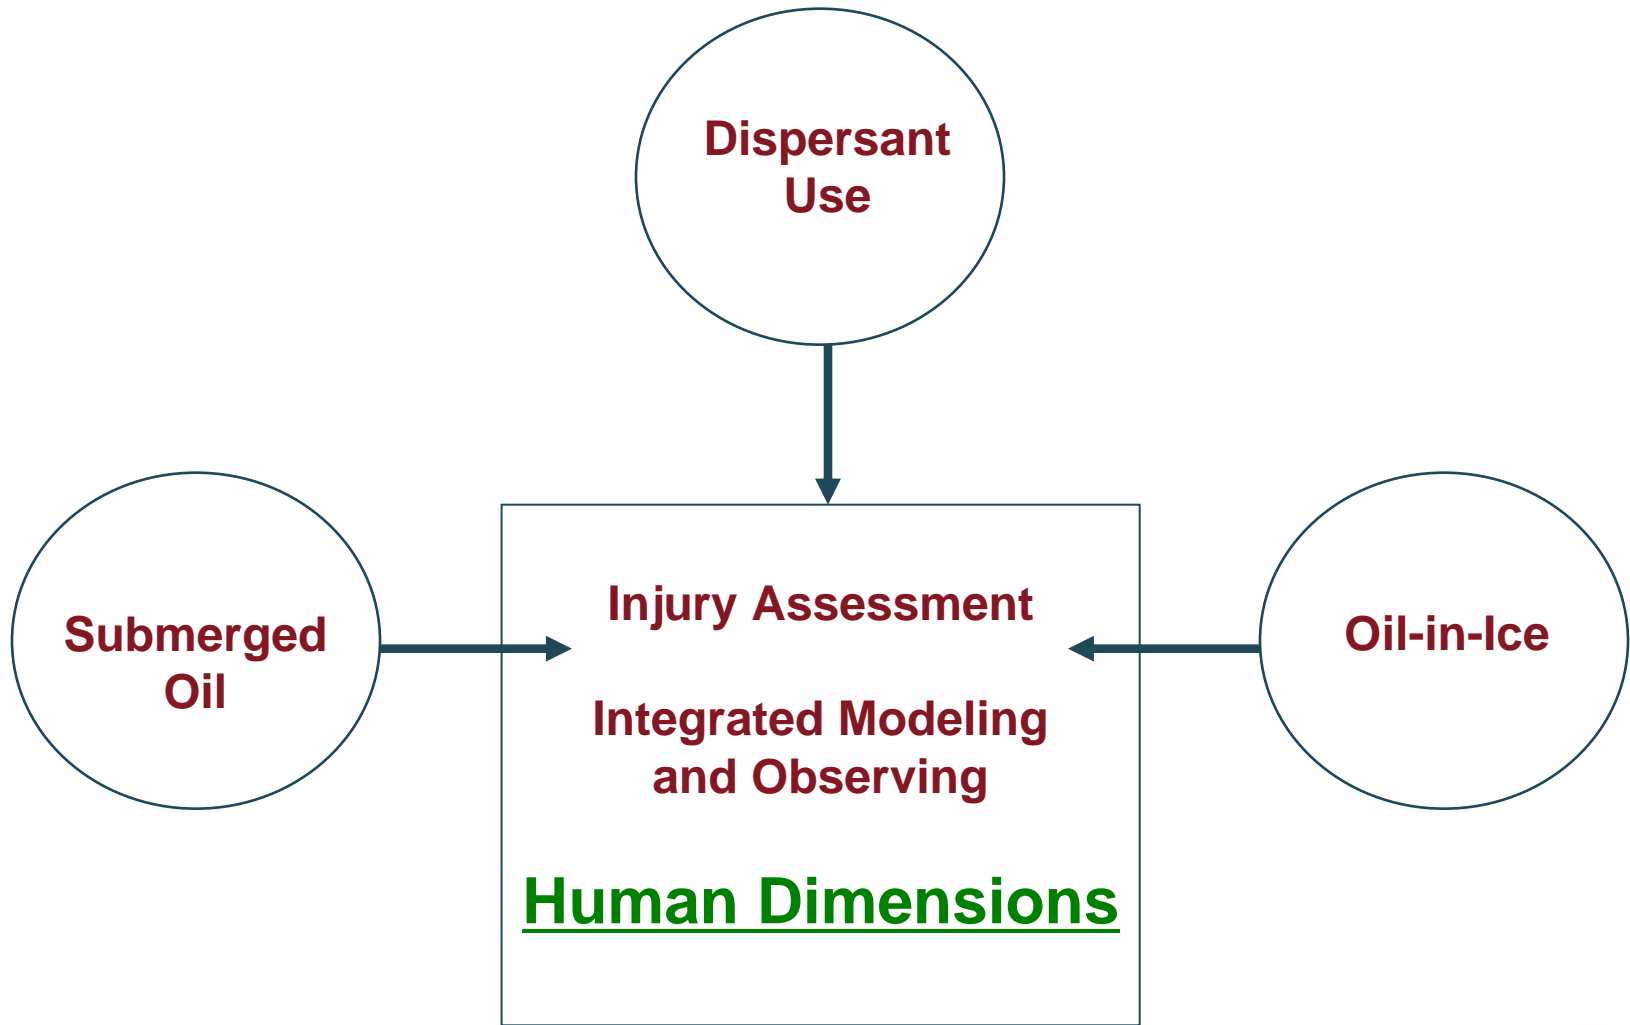 Dispersant
Use
Submerged
Oil
Injury Assessment
Integrated Modeling
and Observing
Human Dimensions
Oil-in-Ice